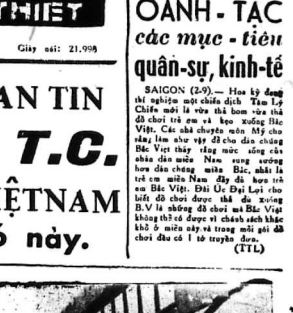 THIẾT
Giấy nói: 21.998
AN TIN
T.C.
IỆTNAM
ố này.
OANH - TẠC
các mục - tiêu
quân-sự, kinh-tế
SAIGON (2-9).— Hoa kỳ đang
thí nghiệm một chiến dịch Tâm Lý
Chiến mới là vừa thả bom vừa thả
đồ chơi trẻ em và kẹo xuống Bắc
Việt. Các nhà chuyên môn Mỹ cho
rằng làm như vậy để cho dân chúng
Bắc Việt thấy rằng mức sống của
nhân dân miền Nam sung sướng
hơn dân chúng miền Bắc, nhất là
trẻ em miền Nam đầy đủ hơn trẻ
em Bắc Việt. Đài Úc Đại Lợi cho
biết đồ chơi được thả dù xuống
B.V là những đồ chơi mà Bắc Việt
không thể có được vì chánh sách khắc
khổ ở miền này và trong mỗi gói đồ
chơi đều có 1 tờ truyền đơn.
(TTL)